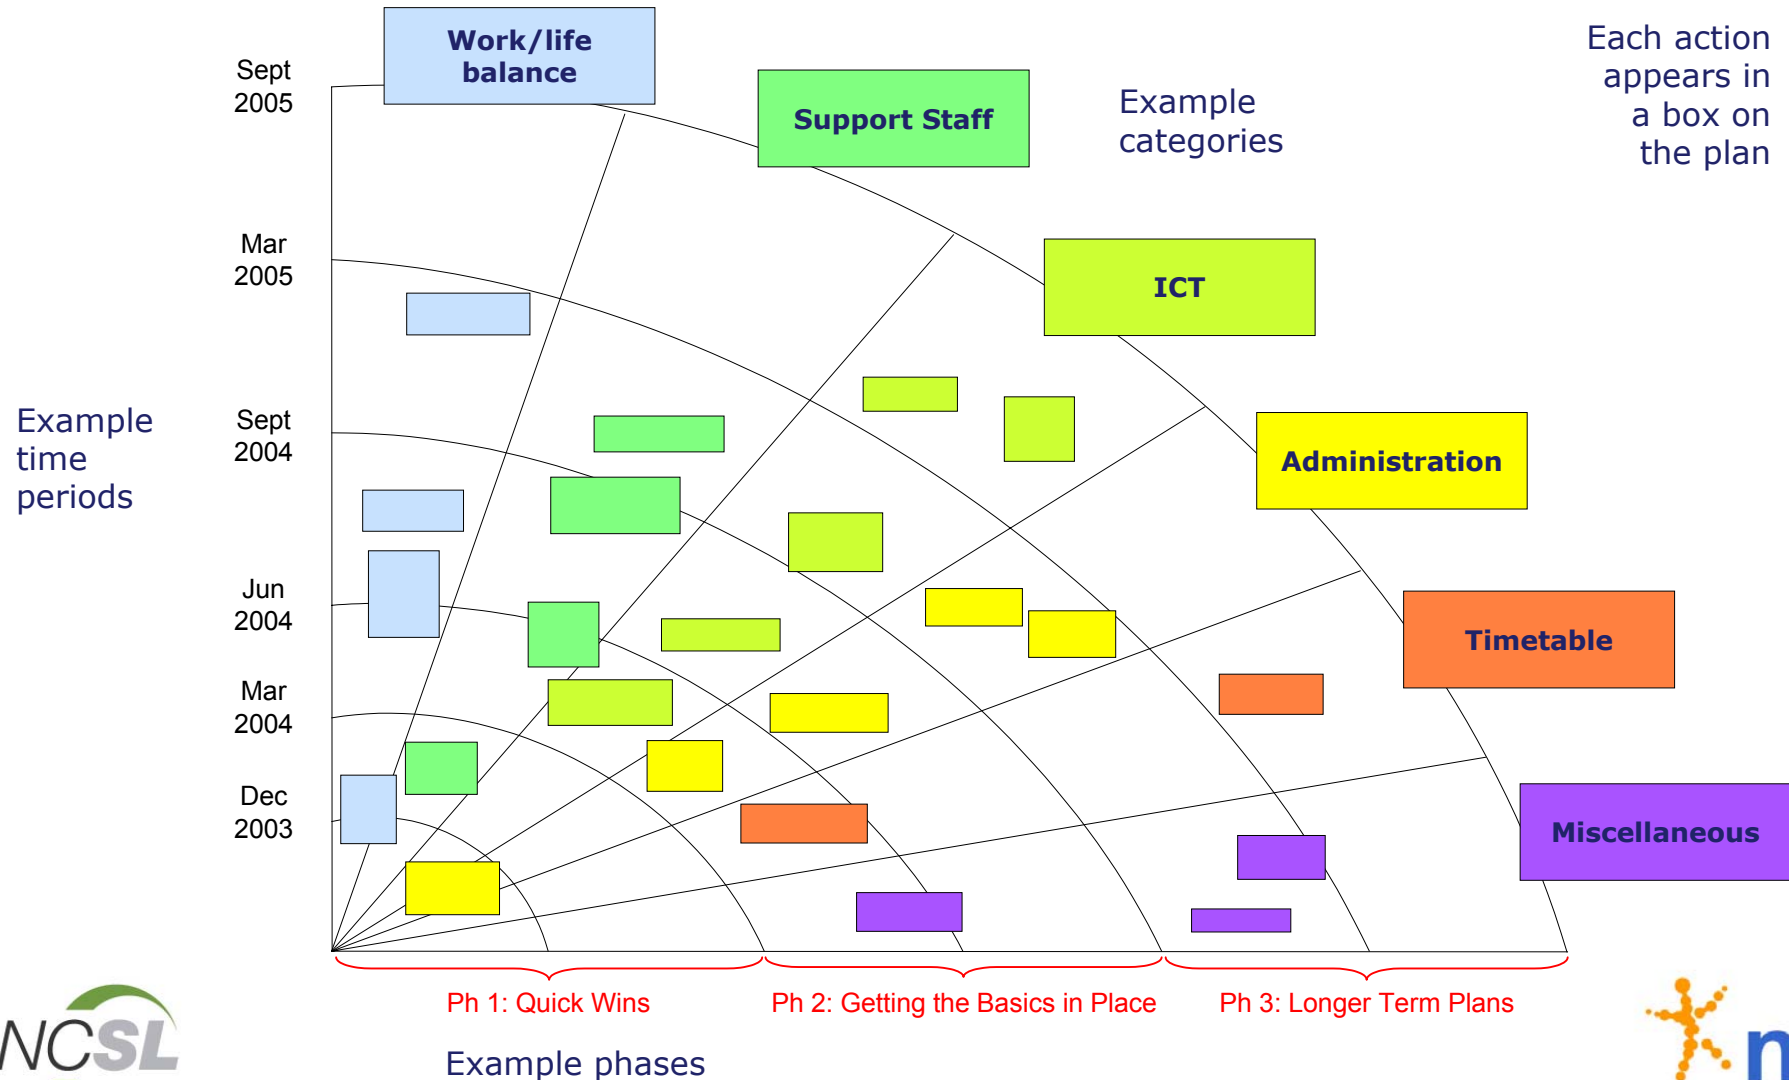 Work/life
balance
Each action
appears in
a box on
the plan
Sept
2005
Support Staff
Example
categories
Mar
2005
ICT
Example
time
periods
Sept
2004
Administration
Jun
2004
Timetable
Mar
2004
Dec
2003
Miscellaneous
Ph 1: Quick Wins
Ph 2: Getting the Basics in Place
Ph 3: Longer Term Plans
NCSL
Example phases